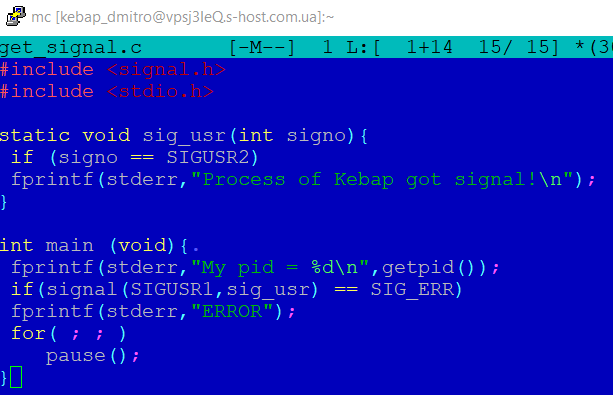 mc [kebap_dmitro@vpsj3leQ.s-host.com.ua]:~
get_signal.c [-M--] 1 L:[ 1+14 15/ 15] *(30
#include <signal.h>
#include <stdio.h>
static void sig_usr(int signo){
if (signo == SIGUSR2)
fprintf(stderr,"Process of Kebap got signal!\n");
}
int main (void){.
fprintf(stderr,"My pid = %d\n",getpid());
if(signal(SIGUSR1,sig_usr) == SIG_ERR)
fprintf(stderr,"ERROR");
for( ; ; )
pause();
}